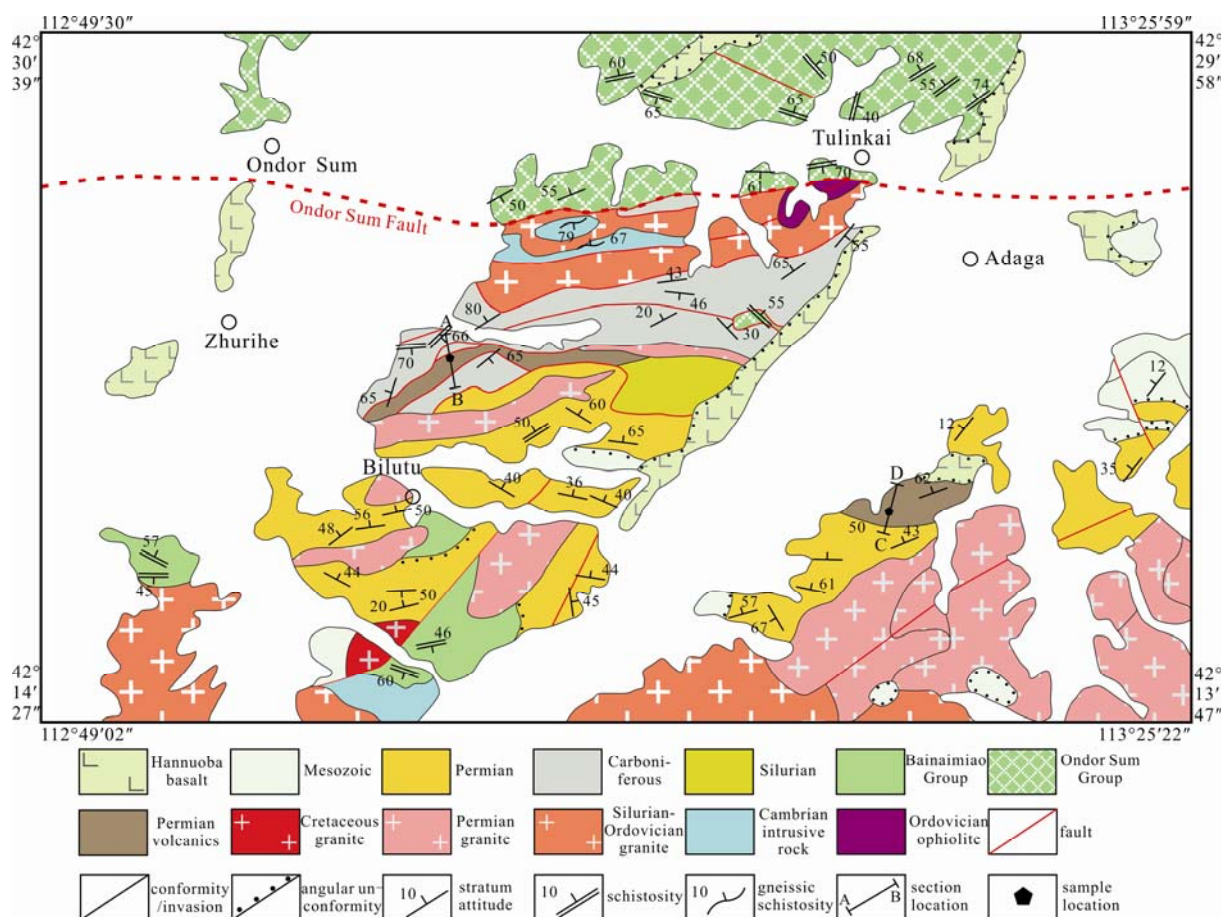 112°49′30″
113°25′59″
42°
30′
39″
42°
29′
58″
60
65
50
65
68
55
74
40
Tulinkai
Ondor Sum
Ondor Sum Fault
50
55
61
70
79
67
55
Adaga
65
43
46
55
20
30
Zhurihe
80
A
66
70
65
65
B
12
50
60
65
12
35
Bilutu
40
36
40
D
62
50
C
43
50
56
48
57
45
44
50
20
44
45
61
57
67
46
60
42°
14′
27″
42°
13′
47″
112°49′02″
113°25′22″
Hannuoba basalt
Mesozoic
Permian
Carboni-
ferous
Silurian
Bainaimiao
Group
Ondor Sum
Group
Permian
volcanics
Cretaceous
granite
Permian
granite
Silurian-
Ordovician
granite
Cambrian
intrusive
rock
Ordovician
ophiolite
fault
conformity
/invasion
angular un-
conformity
10
stratum
attitude
10
schistosity
10
gneissic
schistosity
A
B
section
location
sample
location